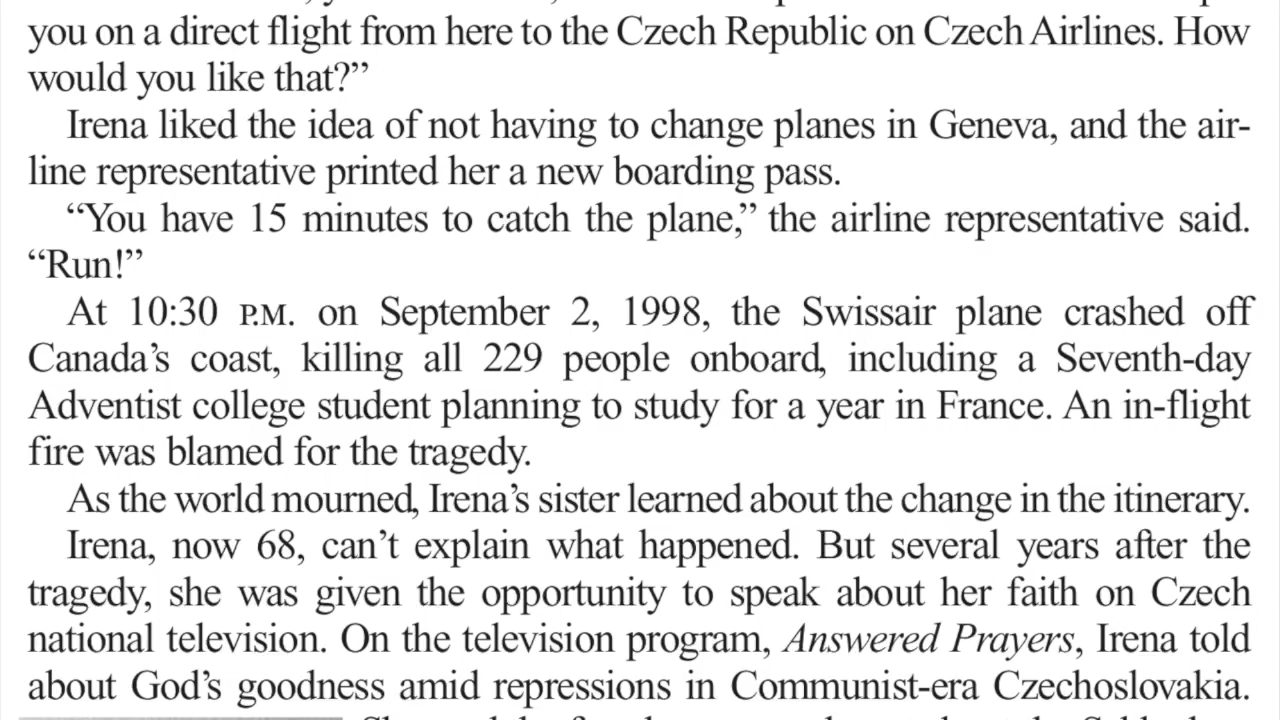 you on a direct flight from here to the Czech Republic on Czech Airlines. How
would you like that?”
Irena liked the idea of not having to change planes in Geneva, and the air-
line representative printed her a new boarding pass.
“You have 15 minutes to catch the plane,” the airline representative said.
“Run!”
At 10:30 P.M. on September 2, 1998, the Swissair plane crashed off
Canada’s coast, killing all 229 people onboard, including a Seventh-day
Adventist college student planning to study for a year in France. An in-flight
fire was blamed for the tragedy.
As the world mourned, Irena’s sister learned about the change in the itinerary.
Irena, now 68, can’t explain what happened. But several years after the
tragedy, she was given the opportunity to speak about her faith on Czech
national television. On the television program, Answered Prayers, Irena told
about God’s goodness amid repressions in Communist-era Czechoslovakia.